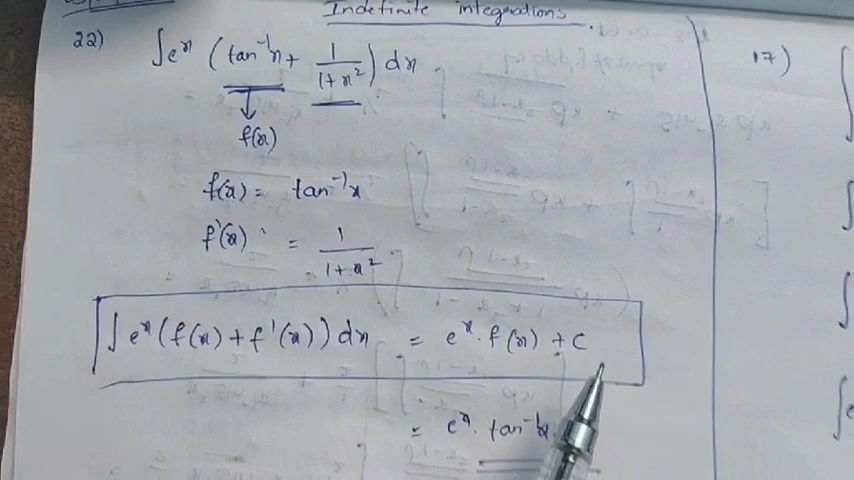 Indefinite integrations.
22) ∫eˣ (tan⁻¹x + 1/(1+x²)) dx
f(x)
f(x) = tan⁻¹x
f'(x) = 1/(1+x²)
∫eˣ(f(x) + f'(x)) dx = eˣ. f(x) + c
= eˣ. tan⁻¹x
17)